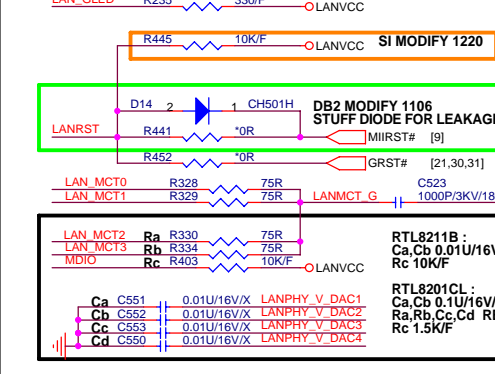 LAN_GLED R235 330/F LANVCC
R445 10K/F LANVCC SI MODIFY 1220
D14 2 1 CH501H DB2 MODIFY 1106
STUFF DIODE FOR LEAKAGE
LANRST R441 *0R MIIRST# [9]
R452 *0R GRST# [21,30,31]
LAN_MCT0 R328 75R C523
LAN_MCT1 R329 75R LANMCT_G 1000P/3KV/18
LAN_MCT2 Ra R330 75R RTL8211B :
LAN_MCT3 Rb R334 75R Ca,Cb 0.01U/16V
MDIO Rc R403 10K/F LANVCC Rc 10K/F
RTL8201CL :
Ca C551 0.01U/16V/X LANPHY_V_DAC1 Ca,Cb 0.1U/16V/
Cb C552 0.01U/16V/X LANPHY_V_DAC2 Ra,Rb,Cc,Cd
Cc C553 0.01U/16V/X LANPHY_V_DAC3 Rc 1.5K/F
Cd C550 0.01U/16V/X LANPHY_V_DAC4